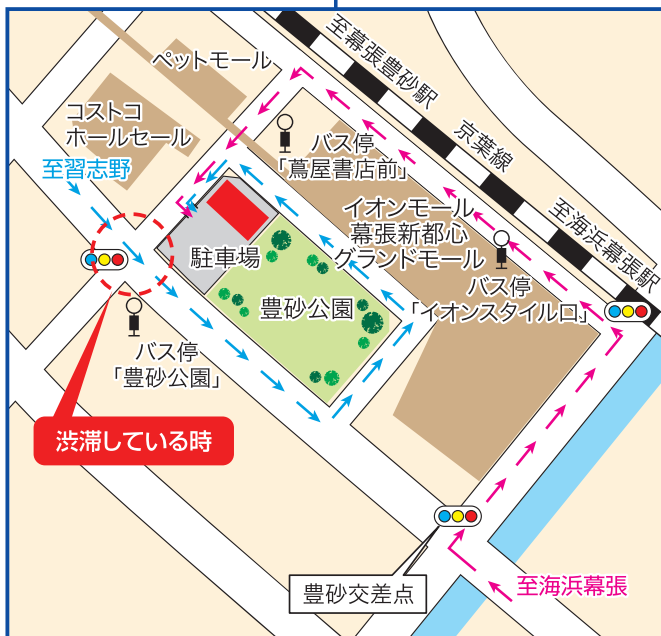 至幕張豊砂駅
ペットモール
コストコ
ホールセール
京葉線
バス停
「蔦屋書店前」
至習志野
イオンモール
幕張新都心
グランドモール
至海浜幕張駅
駐車場
バス停
「イオンスタイル口」
豊砂公園
バス停
「豊砂公園」
渋滞している時
豊砂交差点
至海浜幕張